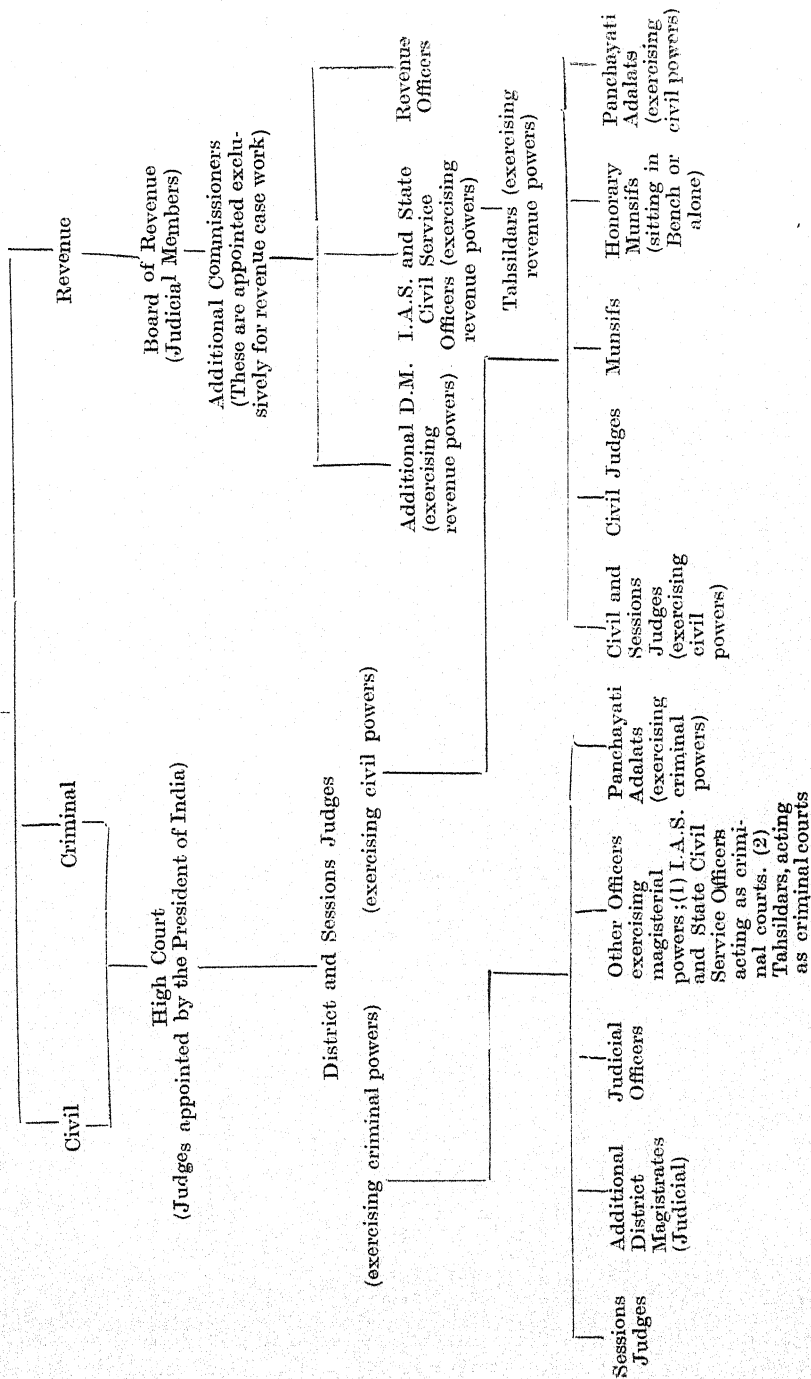 Civil
Criminal
Revenue
High Court
(Judges appointed by the President of India)
Board of Revenue
(Judicial Members)
Additional Commissioners
(These are appointed exclu-
sively for revenue case work)
District and Sessions Judges
(exercising criminal powers)
(exercising civil powers)
Additional D.M.
(exercising
revenue powers)
I.A.S. and State
Civil Service
Officers (exercising
revenue powers)
Revenue
Officers
Tahsildars (exercising
revenue powers)
Sessions
Judges
Additional
District
Magistrates
(Judicial)
Judicial
Officers
Other Officers
exercising
magisterial
powers ;(1) I.A.S.
and State Civil
Service Officers
acting as crimi-
nal courts. (2)
Tahsildars, acting
as criminal courts
Panchayati
Adalats
(exercising
criminal
powers)
Civil and
Sessions
Judges
(exercising
civil
powers)
Civil Judges
Munsifs
Honorary
Munsifs
(sitting in
Bench or
alone)
Panchayati
Adalats
(exercising
civil powers)